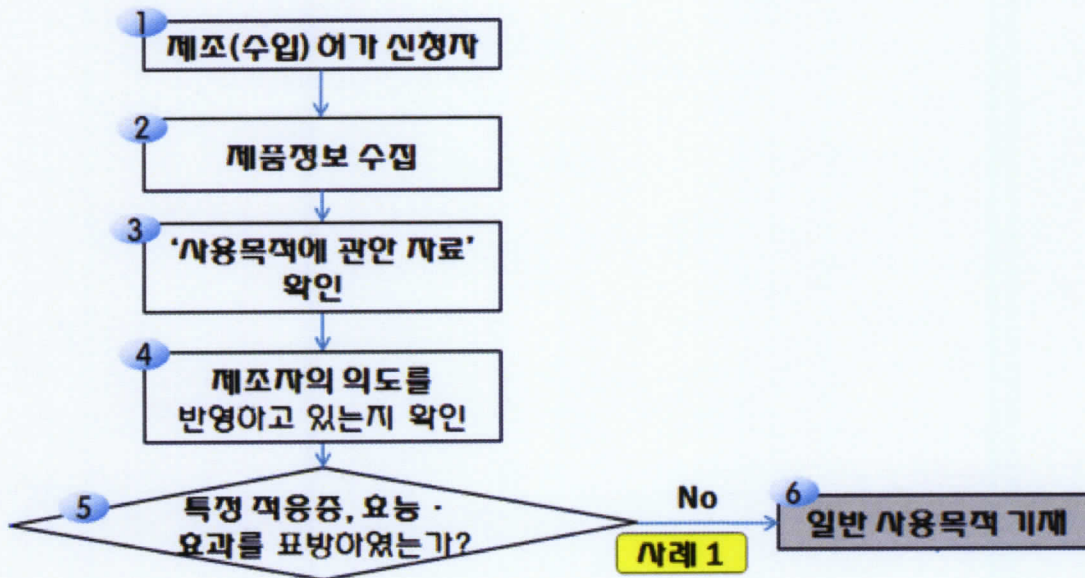 1
제조(수입) 허가 신청자
2
제품정보 수집
3
‘사용목적에 관한 자료’
확인
4
제조자의 의도를
반영하고 있는지 확인
5
특정 적응증, 효능 ·
효과를 표방하였는가?
No
사례 1
6
일반 사용목적 기재